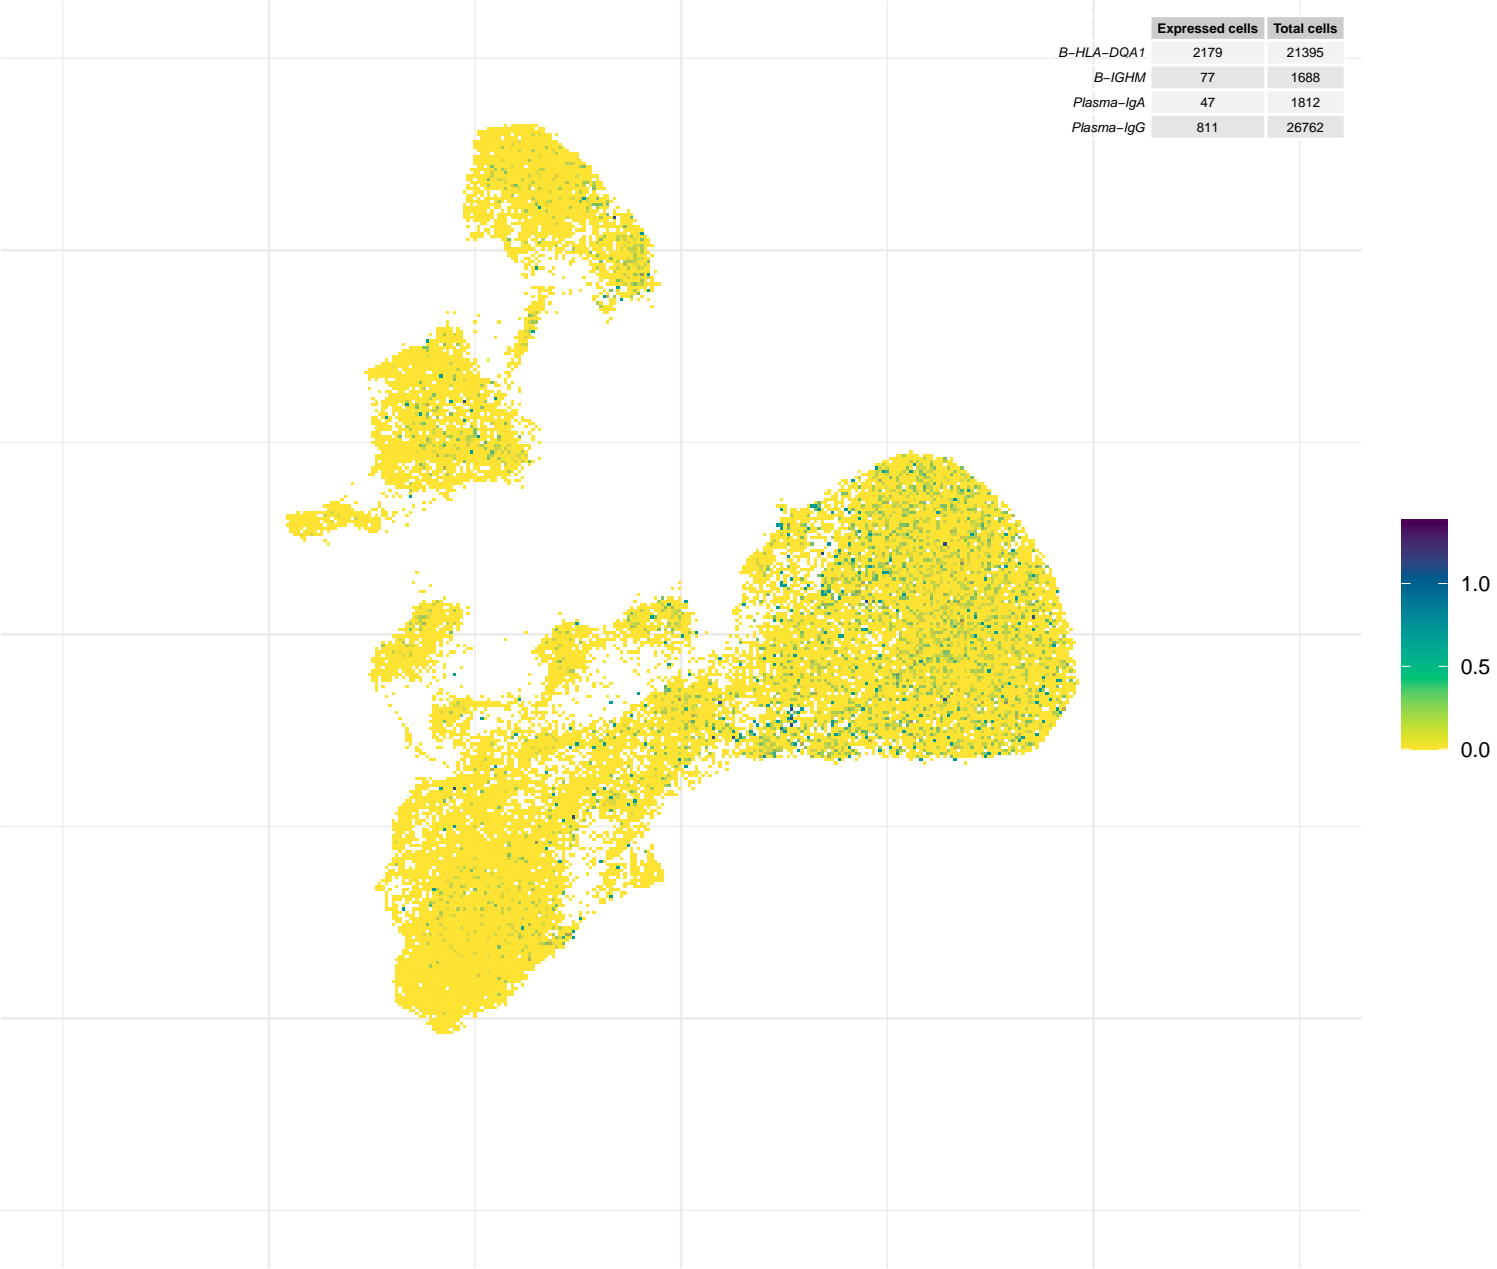 Expressed cells Total cells
B−HLA−DQA1 2179 21395
B−IGHM 77 1688
Plasma−IgA 47 1812
Plasma−IgG 811 26762
1.0
0.5
0.0